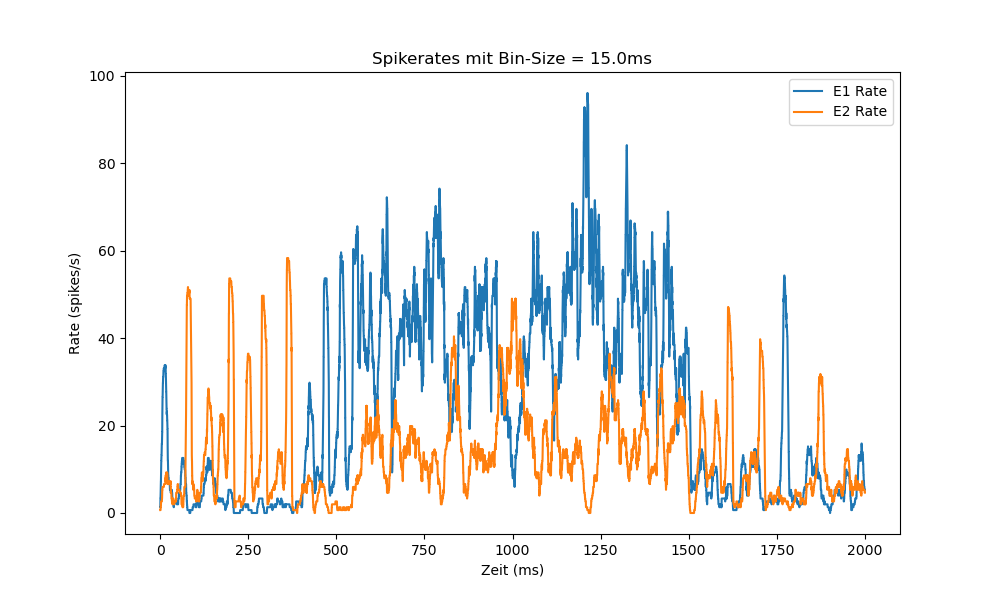 Spikerates mit Bin-Size = 15.0ms
E1 Rate
E2 Rate
100
80
60
40
20
0
Rate (spikes/s)
0 250 500 750 1000 1250 1500 1750 2000
Zeit (ms)